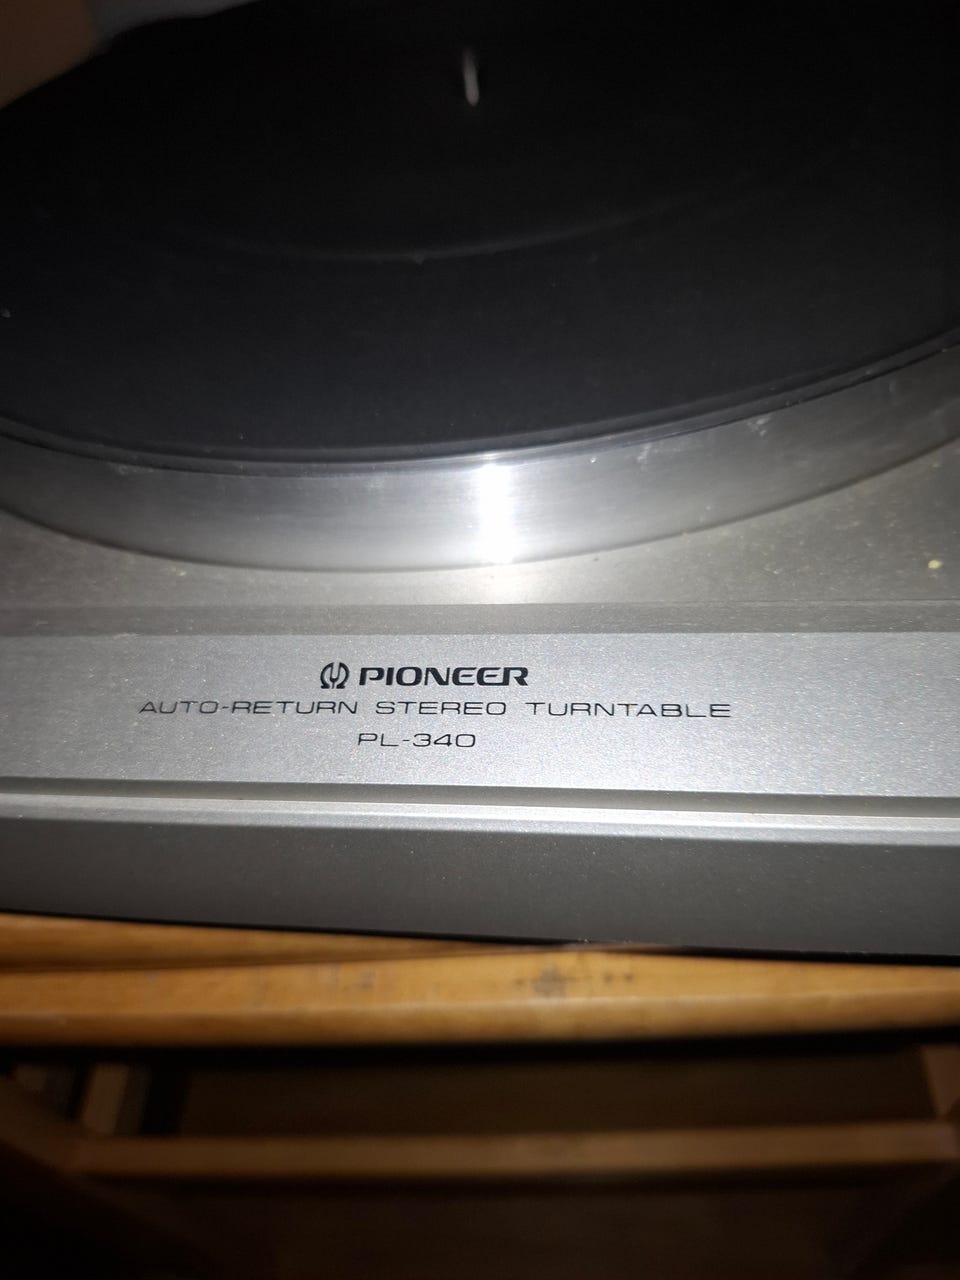 PIONEER
AUTO-RETURN STEREO TURNTABLE
PL-340